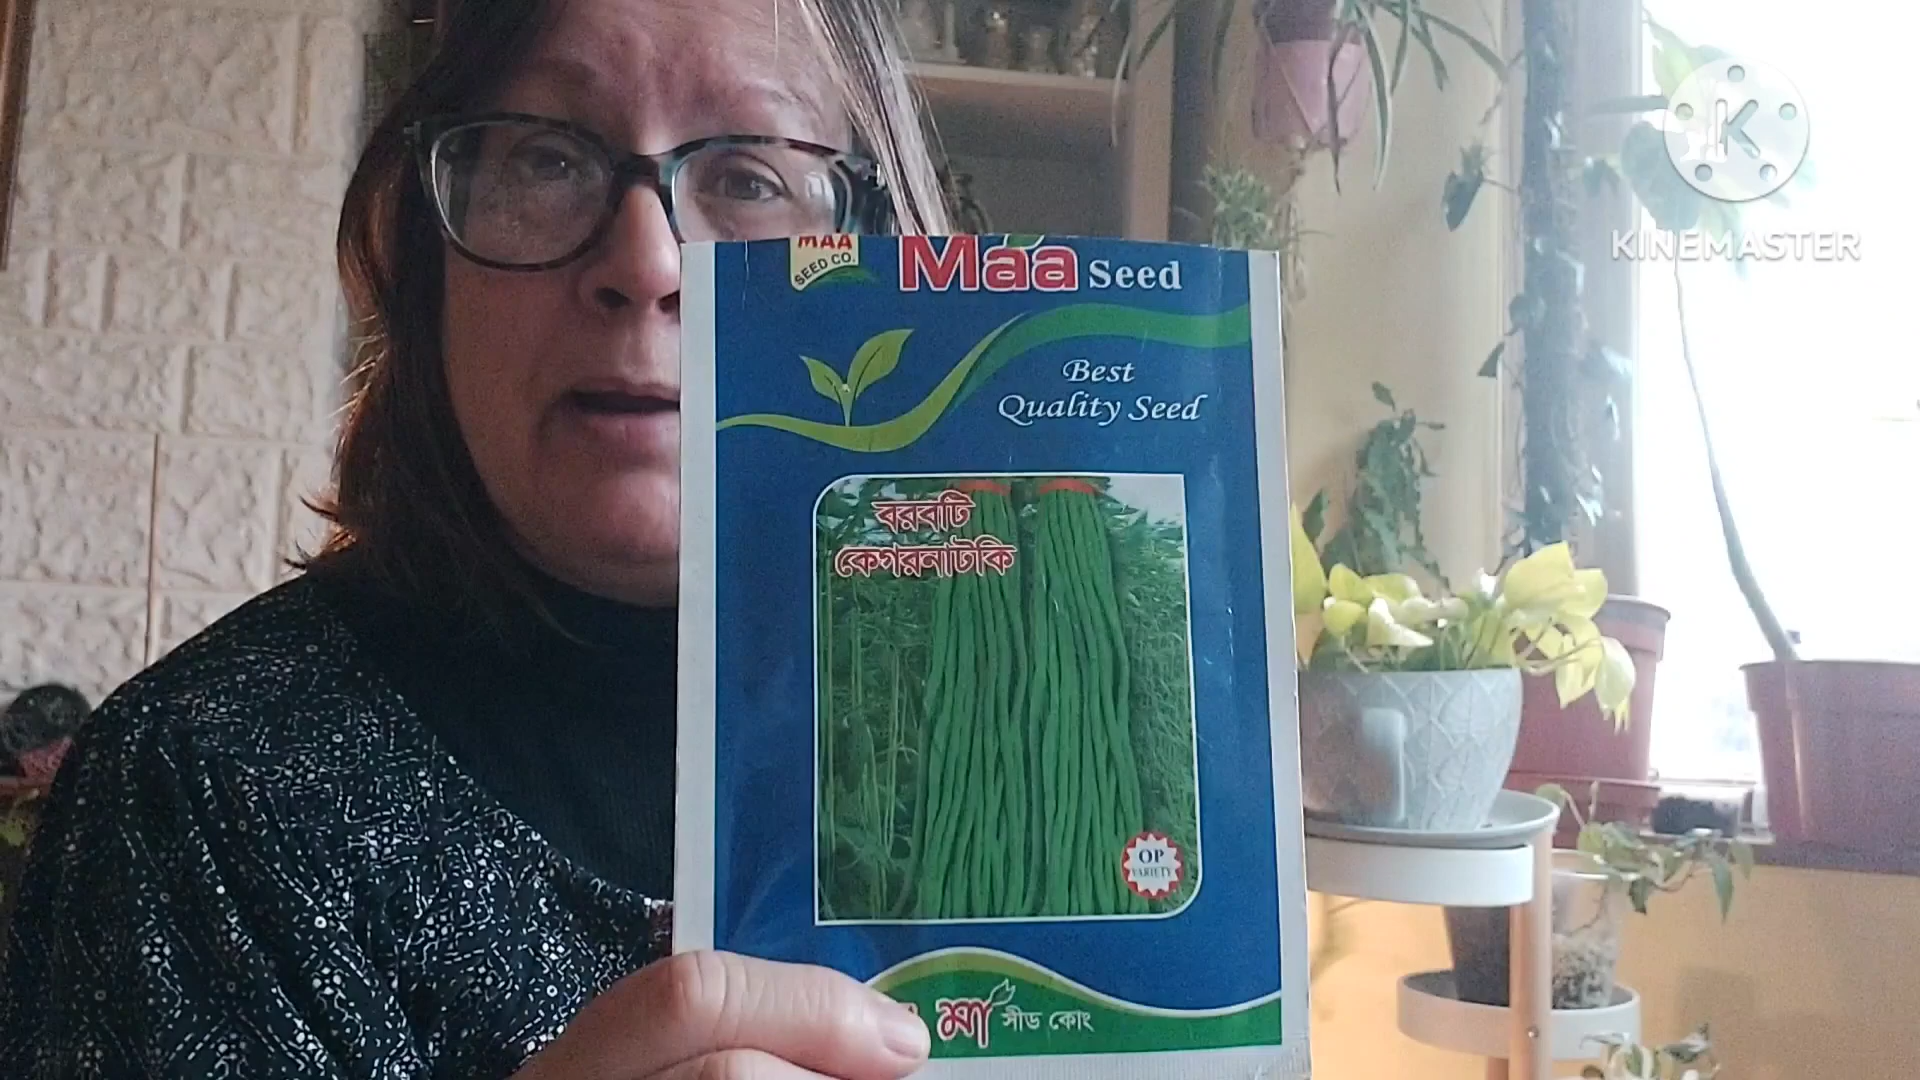 MAA
SEED CO.
Maa Seed
Best
Quality Seed
বরবটি
কেগরনাটকি
OP
VARIETY
মা সীড কোং
K
KINEMASTER